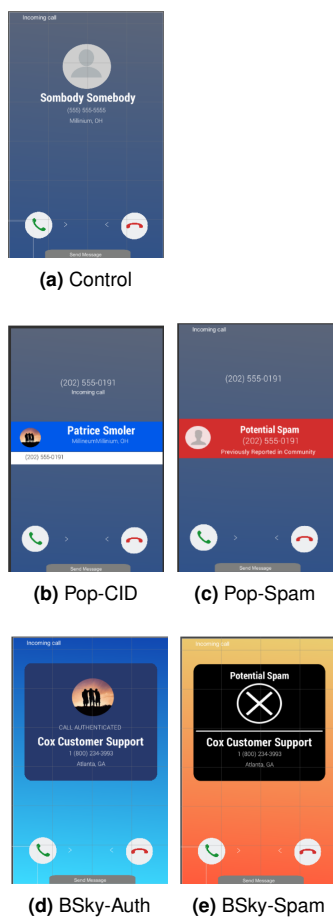 Incoming call
Sombody Somebody
(555) 555-5555
Millinium, OH
Send Message
(a) Control
(202) 555-0191
Incoming call
Patrice Smoler
MillineumMillinium. OH
(202) 555-0191
Send Message
(b) Pop-CID
Incoming call
(202) 555-0191
Potential Spam
(202) 555-0191
Previously Reported in Community
Send Message
(c) Pop-Spam
Incoming call
CALL AUTHENTICATED
Cox Customer Support
1 (800) 234-3993
Atlanta, GA
Send Message
(d) BSky-Auth
Incoming call
Potential Spam
Cox Customer Support
1 (800) 234-3993
Atlanta, GA
Send Message
(e) BSky-Spam